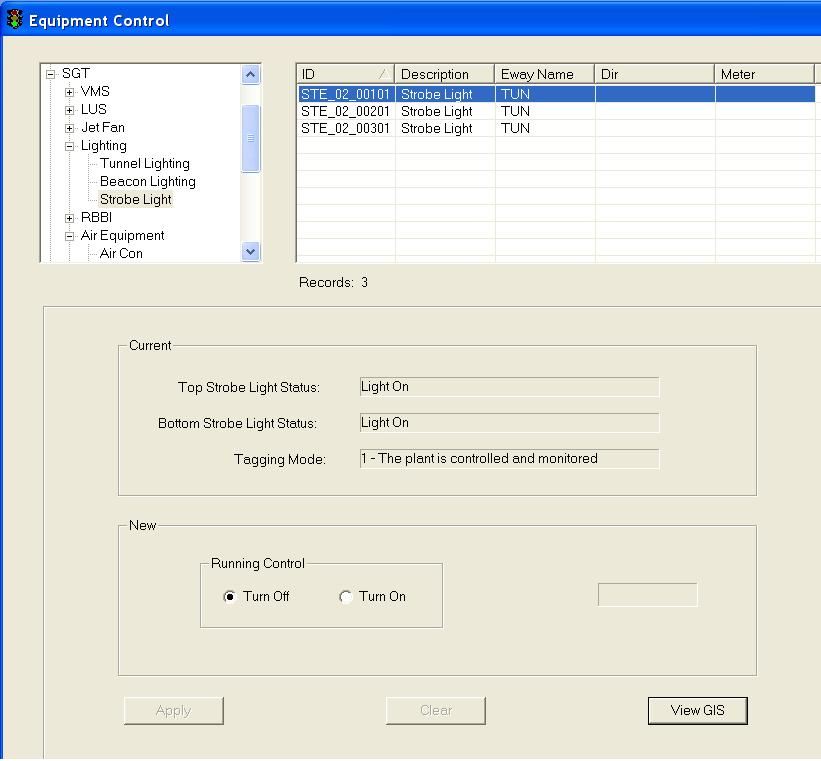 Equipment Control
SGT
VMS
LUS
Jet Fan
Lighting
Tunnel Lighting
Beacon Lighting
Strobe Light
RBBI
Air Equipment
Air Con
ID Description Eway Name Dir Meter
STE_02_00101 Strobe Light TUN
STE_02_00201 Strobe Light TUN
STE_02_00301 Strobe Light TUN
Records: 3
Current
Top Strobe Light Status: Light On
Bottom Strobe Light Status: Light On
Tagging Mode: 1 - The plant is controlled and monitored
New
Running Control
Turn Off Turn On
Apply Clear View GIS